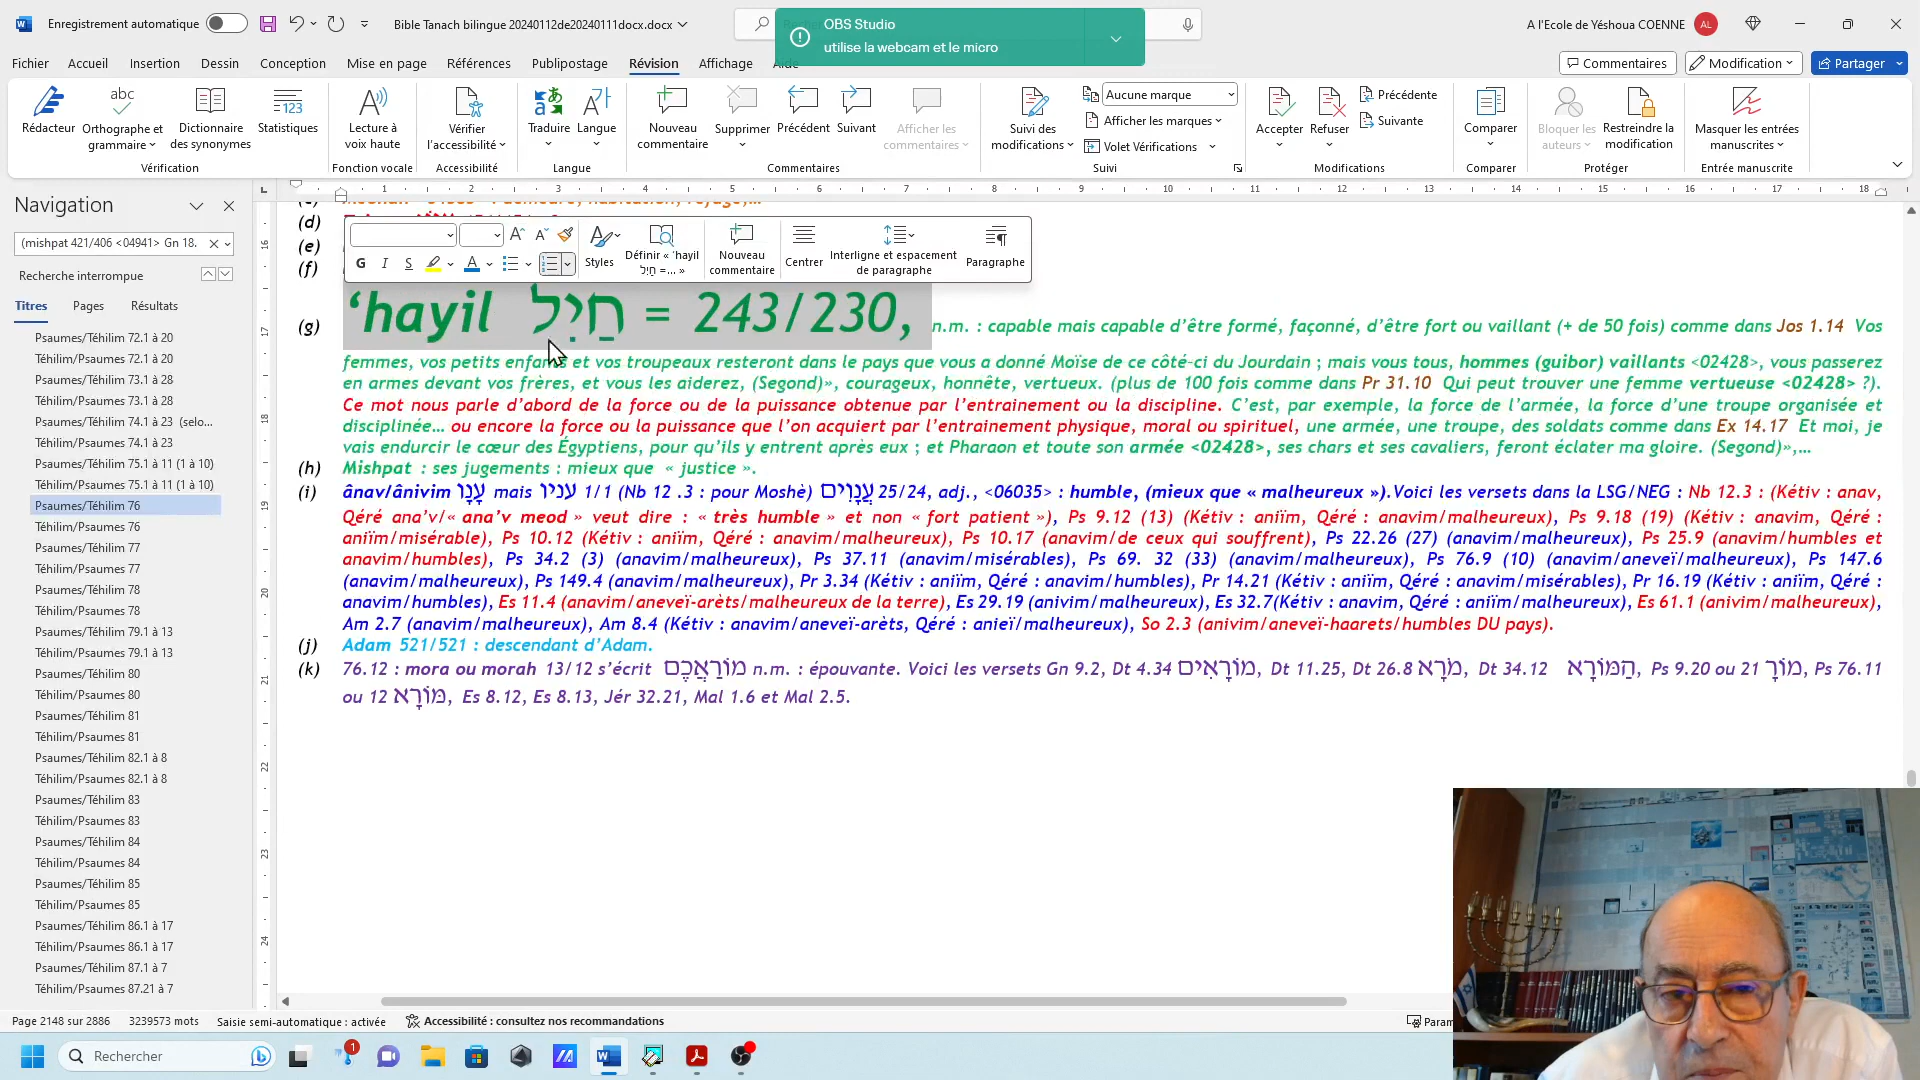 Enregistrement automatique
Bible Tanach bilingue 20240112de20240111docx.docx
OBS Studio
utilise la webcam et le micro
A l'Ecole de Yéshoua COENNE
AL
Fichier Accueil Insertion Dessin Conception Mise en page Références Publipostage Révision Affichage Aide
Commentaires Modification Partager
Rédacteur
Orthographe et grammaire
Dictionnaire des synonymes
Statistiques
Lecture à voix haute
Vérifier l'accessibilité
Traduire
Langue
Nouveau commentaire
Supprimer
Précédent
Suivant
Afficher les commentaires
Suivi des modifications
Aucune marque
Afficher les marques
Volet Vérifications
Accepter
Refuser
Précédente
Suivante
Comparer
Bloquer les auteurs
Restreindre la modification
Masquer les entrées manuscrites
Vérification Fonction vocale Accessibilité Langue Commentaires Suivi Modifications Comparer Protéger Entrée manuscrite
Navigation
(mishpat 421/406 <04941> Gn 18.
Recherche interrompue
Titres Pages Résultats
Psaumes/Téhilim 72.1 à 20
Téhilim/Psaumes 72.1 à 20
Psaumes/Téhilim 73.1 à 28
Téhilim/Psaumes 73.1 à 28
Psaumes/Téhilim 74.1 à 23 (selo...
Téhilim/Psaumes 74.1 à 23
Psaumes/Téhilim 75.1 à 11 (1 à 10)
Téhilim/Psaumes 75.1 à 11 (1 à 10)
Psaumes/Téhilim 76
Téhilim/Psaumes 76
Psaumes/Téhilim 77
Téhilim/Psaumes 77
Psaumes/Téhilim 78
Téhilim/Psaumes 78
Psaumes/Téhilim 79.1 à 13
Téhilim/Psaumes 79.1 à 13
Psaumes/Téhilim 80
Téhilim/Psaumes 80
Psaumes/Téhilim 81
Téhilim/Psaumes 81
Psaumes/Téhilim 82.1 à 8
Téhilim/Psaumes 82.1 à 8
Psaumes/Téhilim 83
Téhilim/Psaumes 83
Psaumes/Téhilim 84
Téhilim/Psaumes 84
Psaumes/Téhilim 85
Téhilim/Psaumes 85
Psaumes/Téhilim 86.1 à 17
Téhilim/Psaumes 86.1 à 17
Psaumes/Téhilim 87.1 à 7
Téhilim/Psaumes 87.21 à 7
(d)
(e)
(f)
G I S
Styles
Définir « 'hayil חַיִל =... »
Nouveau commentaire
Centrer
Interligne et espacement de paragraphe
Paragraphe
(g) ‘hayil חַיִל = 243/230, n.m. : capable mais capable d’être formé, façonné, d’être fort ou vaillant (+ de 50 fois) comme dans Jos 1.14 Vos
femmes, vos petits enfants et vos troupeaux resteront dans le pays que vous a donné Moïse de ce côté-ci du Jourdain ; mais vous tous, hommes (guibor) vaillants <02428>, vous passerez
en armes devant vos frères, et vous les aiderez, (Segond)», courageux, honnête, vertueux. (plus de 100 fois comme dans Pr 31.10 Qui peut trouver une femme vertueuse <02428> ?).
Ce mot nous parle d’abord de la force ou de la puissance obtenue par l’entrainement ou la discipline. C’est, par exemple, la force de l’armée, la force d’une troupe organisée et
disciplinée… ou encore la force ou la puissance que l’on acquiert par l’entrainement physique, moral ou spirituel, une armée, une troupe, des soldats comme dans Ex 14.17 Et moi, je
vais endurcir le cœur des Égyptiens, pour qu’ils y entrent après eux ; et Pharaon et toute son armée <02428>, ses chars et ses cavaliers, feront éclater ma gloire. (Segond)»,…
(h) Mishpat : ses jugements : mieux que « justice ».
(i) ânav/ânivim עָנָו mais עניו 1/1 (Nb 12 .3 : pour Moshè) עֲנָוִים 25/24, adj., <06035> : humble, (mieux que « malheureux »).Voici les versets dans la LSG/NEG : Nb 12.3 : (Kétiv : anav,
Qéré ana’v/« ana’v meod » veut dire : « très humble » et non « fort patient »), Ps 9.12 (13) (Kétiv : aniïm, Qéré : anavim/malheureux), Ps 9.18 (19) (Kétiv : anavim, Qéré :
aniïm/misérable), Ps 10.12 (Kétiv : aniïm, Qéré : anavim/malheureux), Ps 10.17 (anavim/de ceux qui souffrent), Ps 22.26 (27) (anavim/malheureux), Ps 25.9 (anavim/humbles et
anavim/humbles), Ps 34.2 (3) (anavim/malheureux), Ps 37.11 (anavim/misérables), Ps 69. 32 (33) (anavim/malheureux), Ps 76.9 (10) (anavim/aneveï/malheureux), Ps 147.6
(anavim/malheureux), Ps 149.4 (anavim/malheureux), Pr 3.34 (Kétiv : aniïm, Qéré : anavim/humbles), Pr 14.21 (Kétiv : aniïm, Qéré : anavim/misérables), Pr 16.19 (Kétiv : aniïm, Qéré :
anavim/humbles), Es 11.4 (anavim/aneveï-arèts/malheureux de la terre), Es 29.19 (anivim/malheureux), Es 32.7(Kétiv : anavim, Qéré : aniïm/malheureux), Es 61.1 (anivim/malheureux),
Am 2.7 (anavim/malheureux), Am 8.4 (Kétiv : anavim/aneveï-arèts, Qéré : anieï/malheureux), So 2.3 (anivim/aneveï-haarets/humbles DU pays).
(j) Adam 521/521 : descendant d’Adam.
(k) 76.12 : mora ou morah 13/12 s’écrit מוֹרַאֲכֶם n.m. : épouvante. Voici les versets Gn 9.2, Dt 4.34 מוֹרָאִים, Dt 11.25, Dt 26.8 מֹרָא, Dt 34.12 הַמּוֹרָא, Ps 9.20 ou 21 מוֹרָ, Ps 76.11
ou 12 מּוֹרָא, Es 8.12, Es 8.13, Jér 32.21, Mal 1.6 et Mal 2.5.
Page 2148 sur 2886 3239573 mots Saisie semi-automatique : activée Accessibilité : consultez nos recommandations
Rechercher